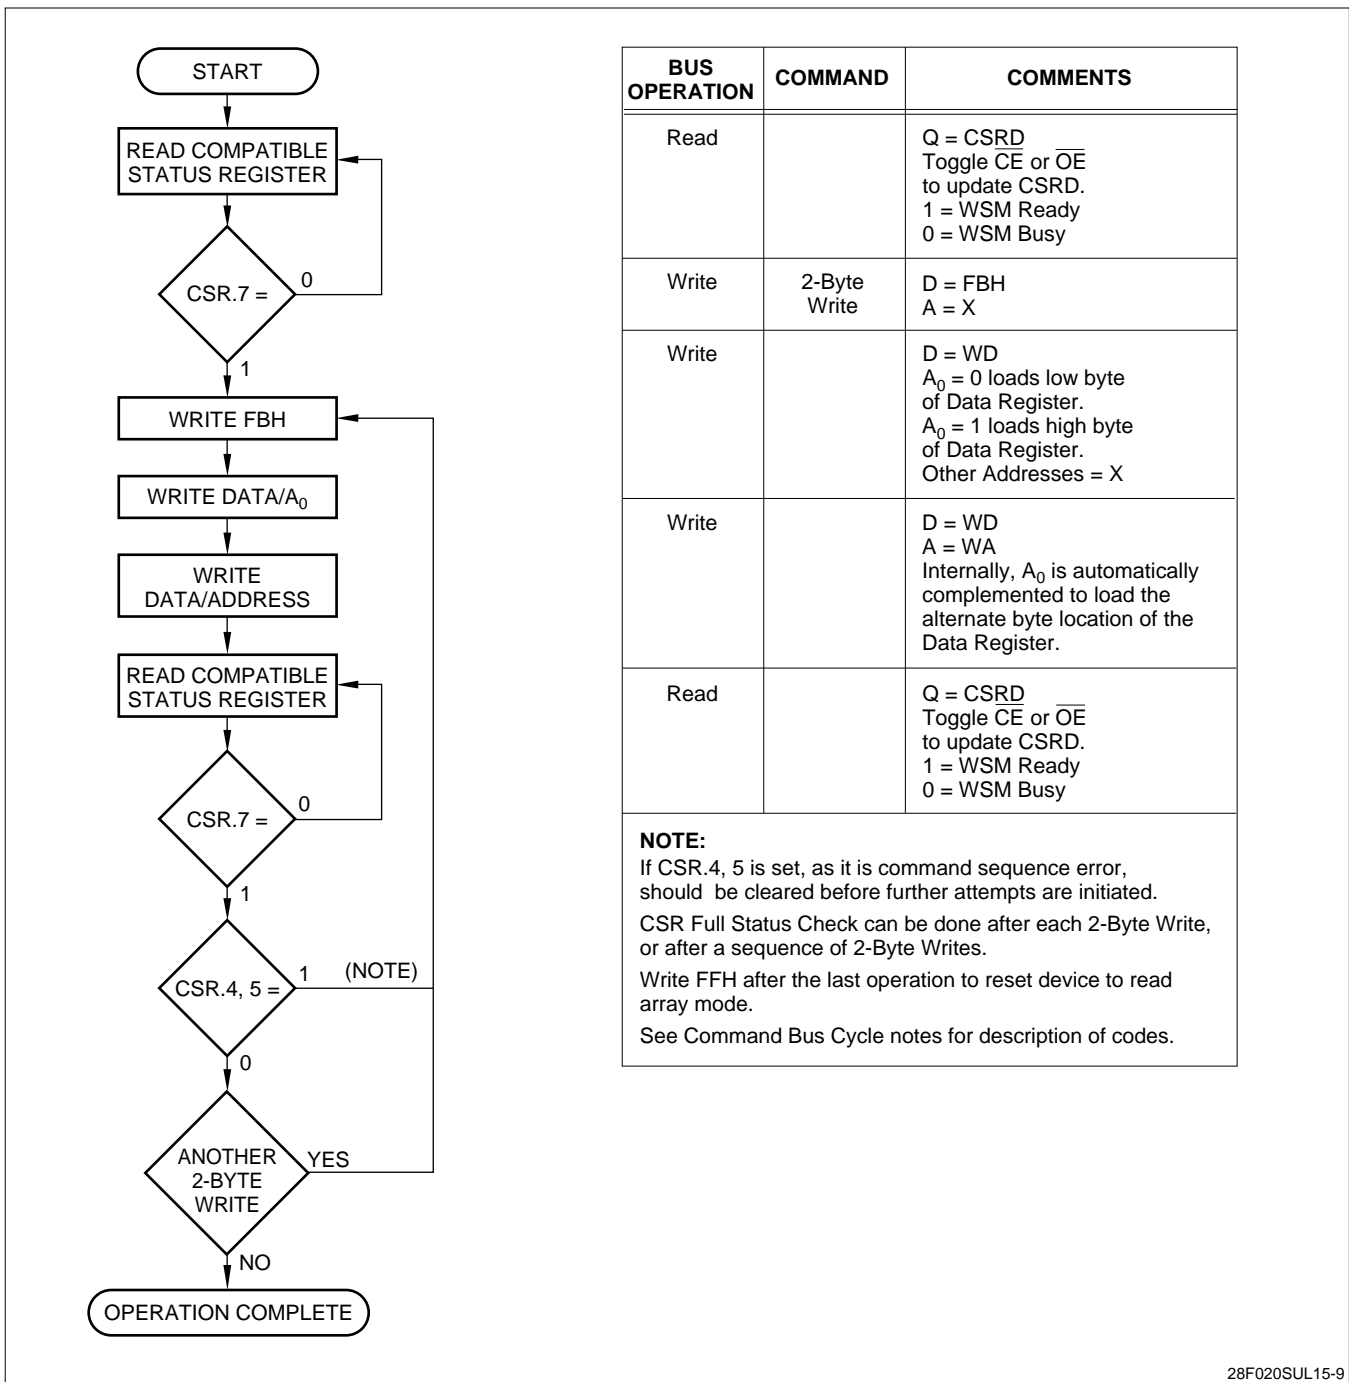 START
READ COMPATIBLE
STATUS REGISTER
CSR.7 =
0
1
WRITE FBH
WRITE DATA/A0
WRITE
DATA/ADDRESS
READ COMPATIBLE
STATUS REGISTER
CSR.7 =
0
1
CSR.4, 5 =
1
(NOTE)
0
ANOTHER
2-BYTE
WRITE
YES
NO
OPERATION COMPLETE
BUS
OPERATION
COMMAND
COMMENTS
Read
Q = CSRD
Toggle C̅E̅ or O̅E̅
to update CSRD.
1 = WSM Ready
0 = WSM Busy
Write
2-Byte
Write
D = FBH
A = X
Write
D = WD
A0 = 0 loads low byte
of Data Register.
A0 = 1 loads high byte
of Data Register.
Other Addresses = X
Write
D = WD
A = WA
Internally, A0 is automatically
complemented to load the
alternate byte location of the
Data Register.
Read
Q = CSRD
Toggle C̅E̅ or O̅E̅
to update CSRD.
1 = WSM Ready
0 = WSM Busy
NOTE:
If CSR.4, 5 is set, as it is command sequence error,
should be cleared before further attempts are initiated.
CSR Full Status Check can be done after each 2-Byte Write,
or after a sequence of 2-Byte Writes.
Write FFH after the last operation to reset device to read
array mode.
See Command Bus Cycle notes for description of codes.
28F020SUL15-9